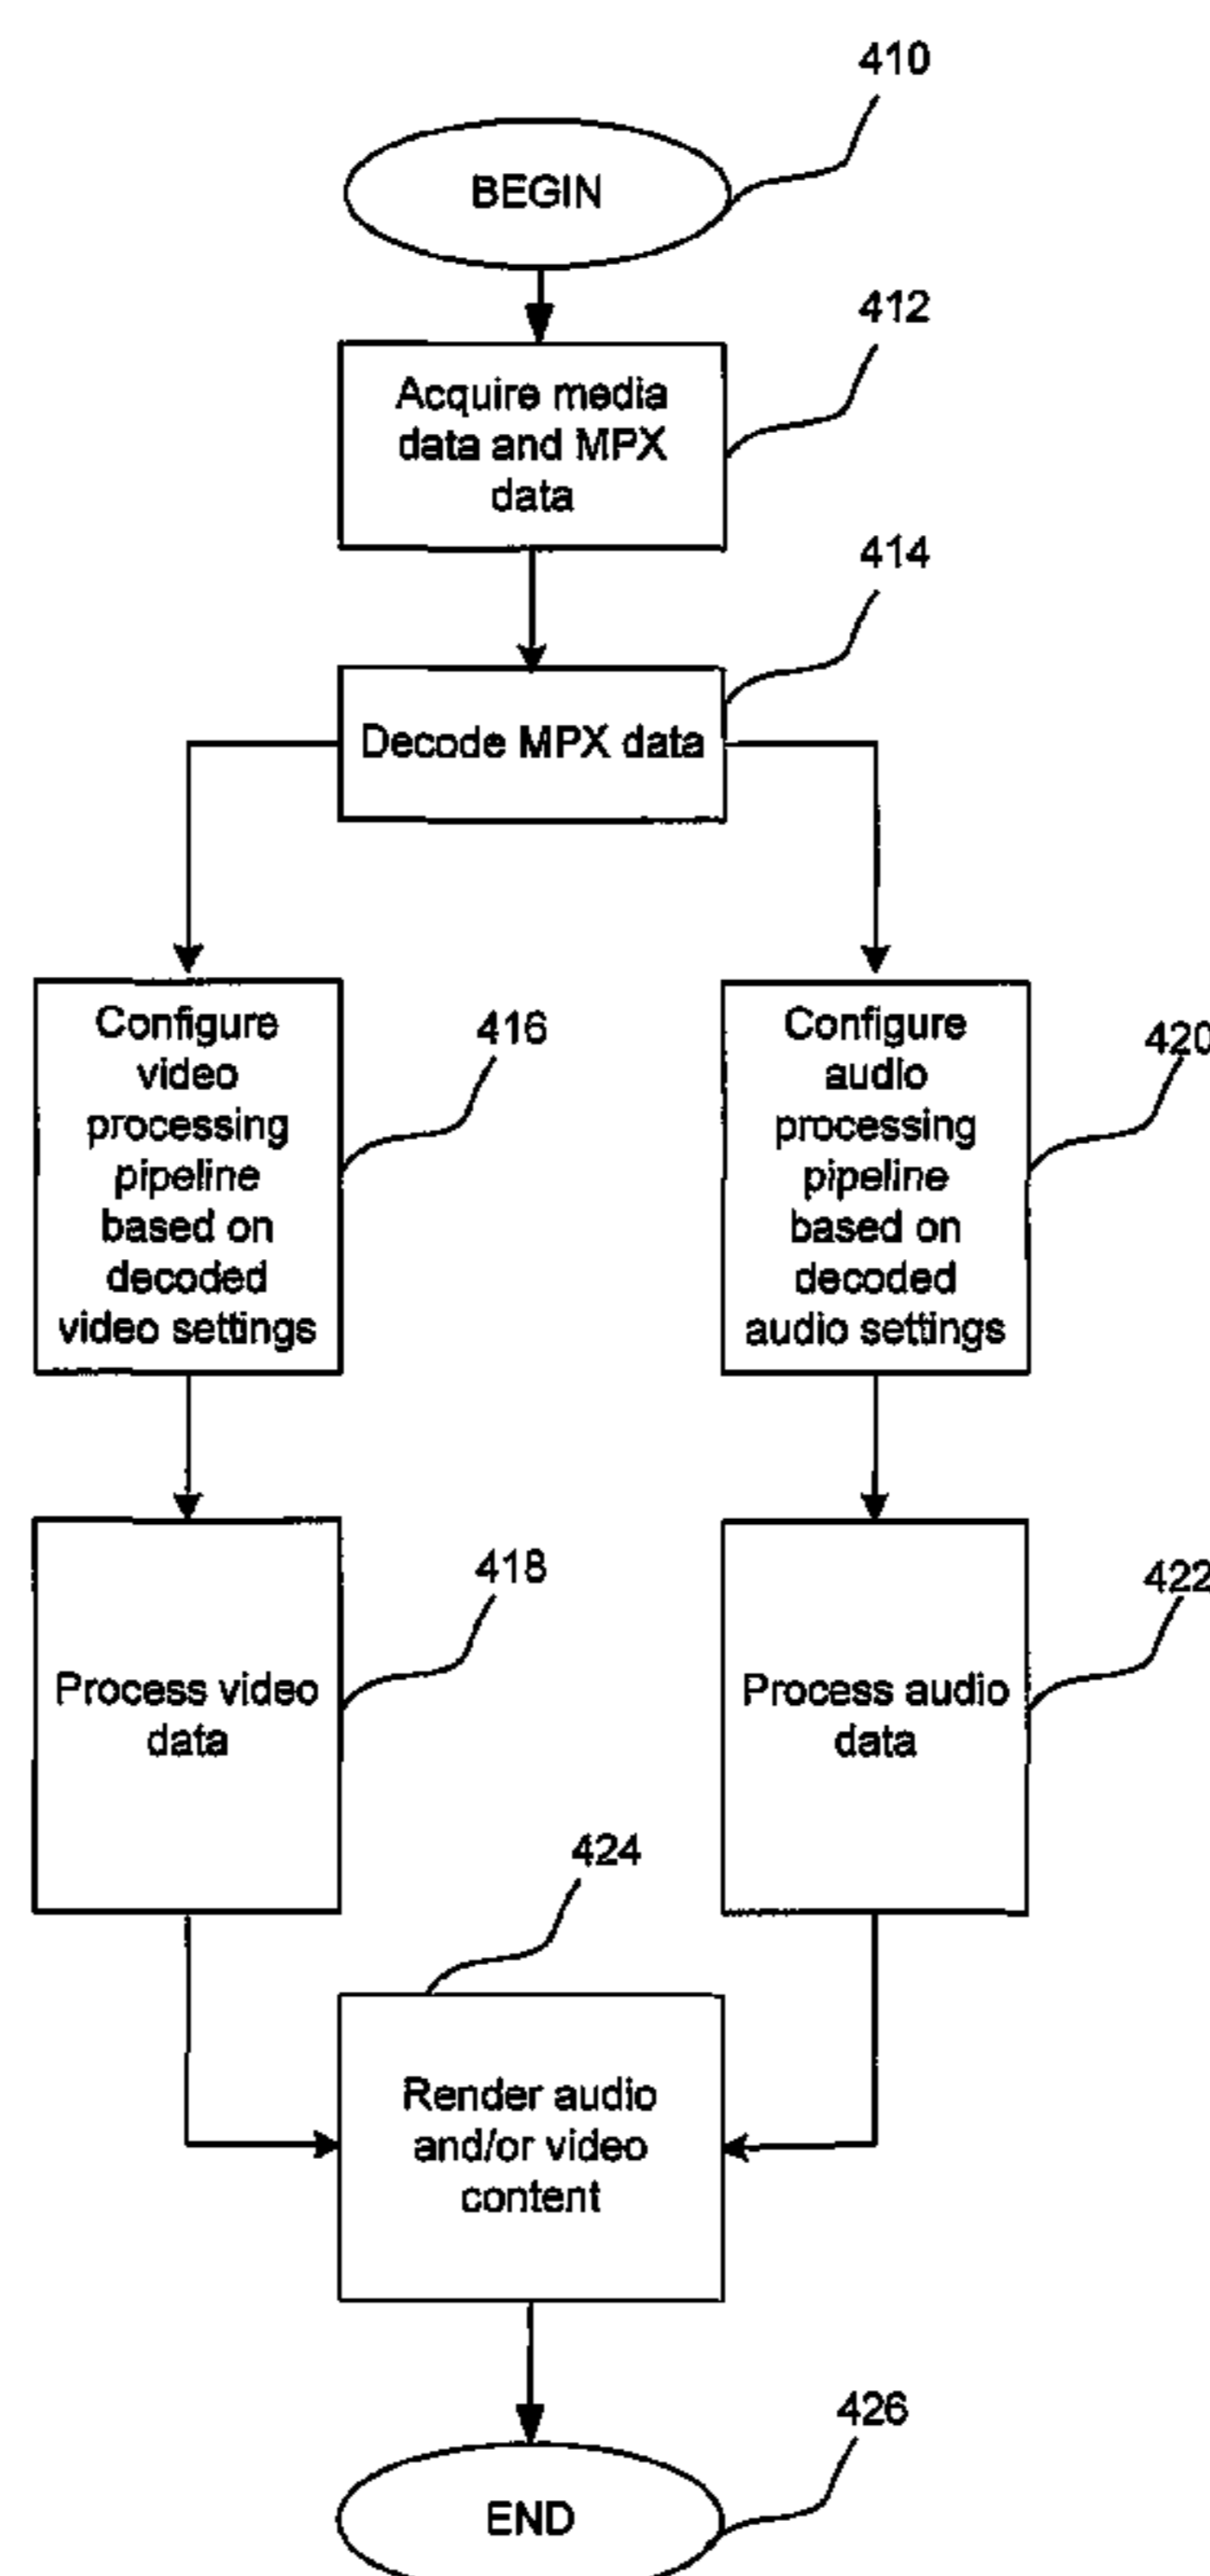 410
BEGIN
412
Acquire media
data and MPX
data
414
Decode MPX data
Configure
video
processing
pipeline
based on
decoded
video settings
416
Configure
audio
processing
pipeline
based on
decoded
audio settings
420
Process video
data
418
Process audio
data
422
424
Render audio
and/or video
content
426
END